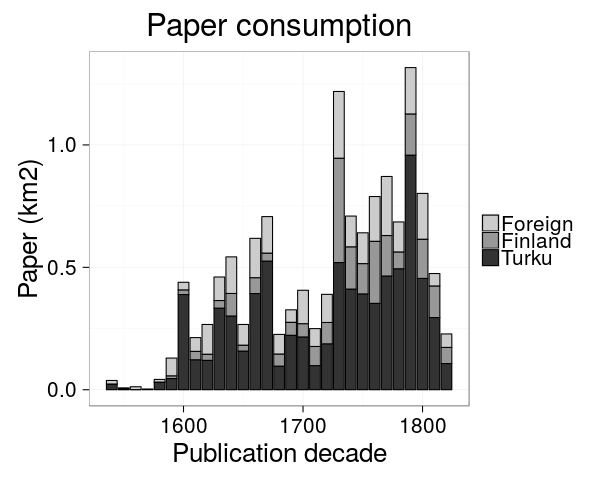 Paper consumption
Paper (km2)
1.0
0.5
0.0
1600 1700 1800
Publication decade
Foreign
Finland
Turku